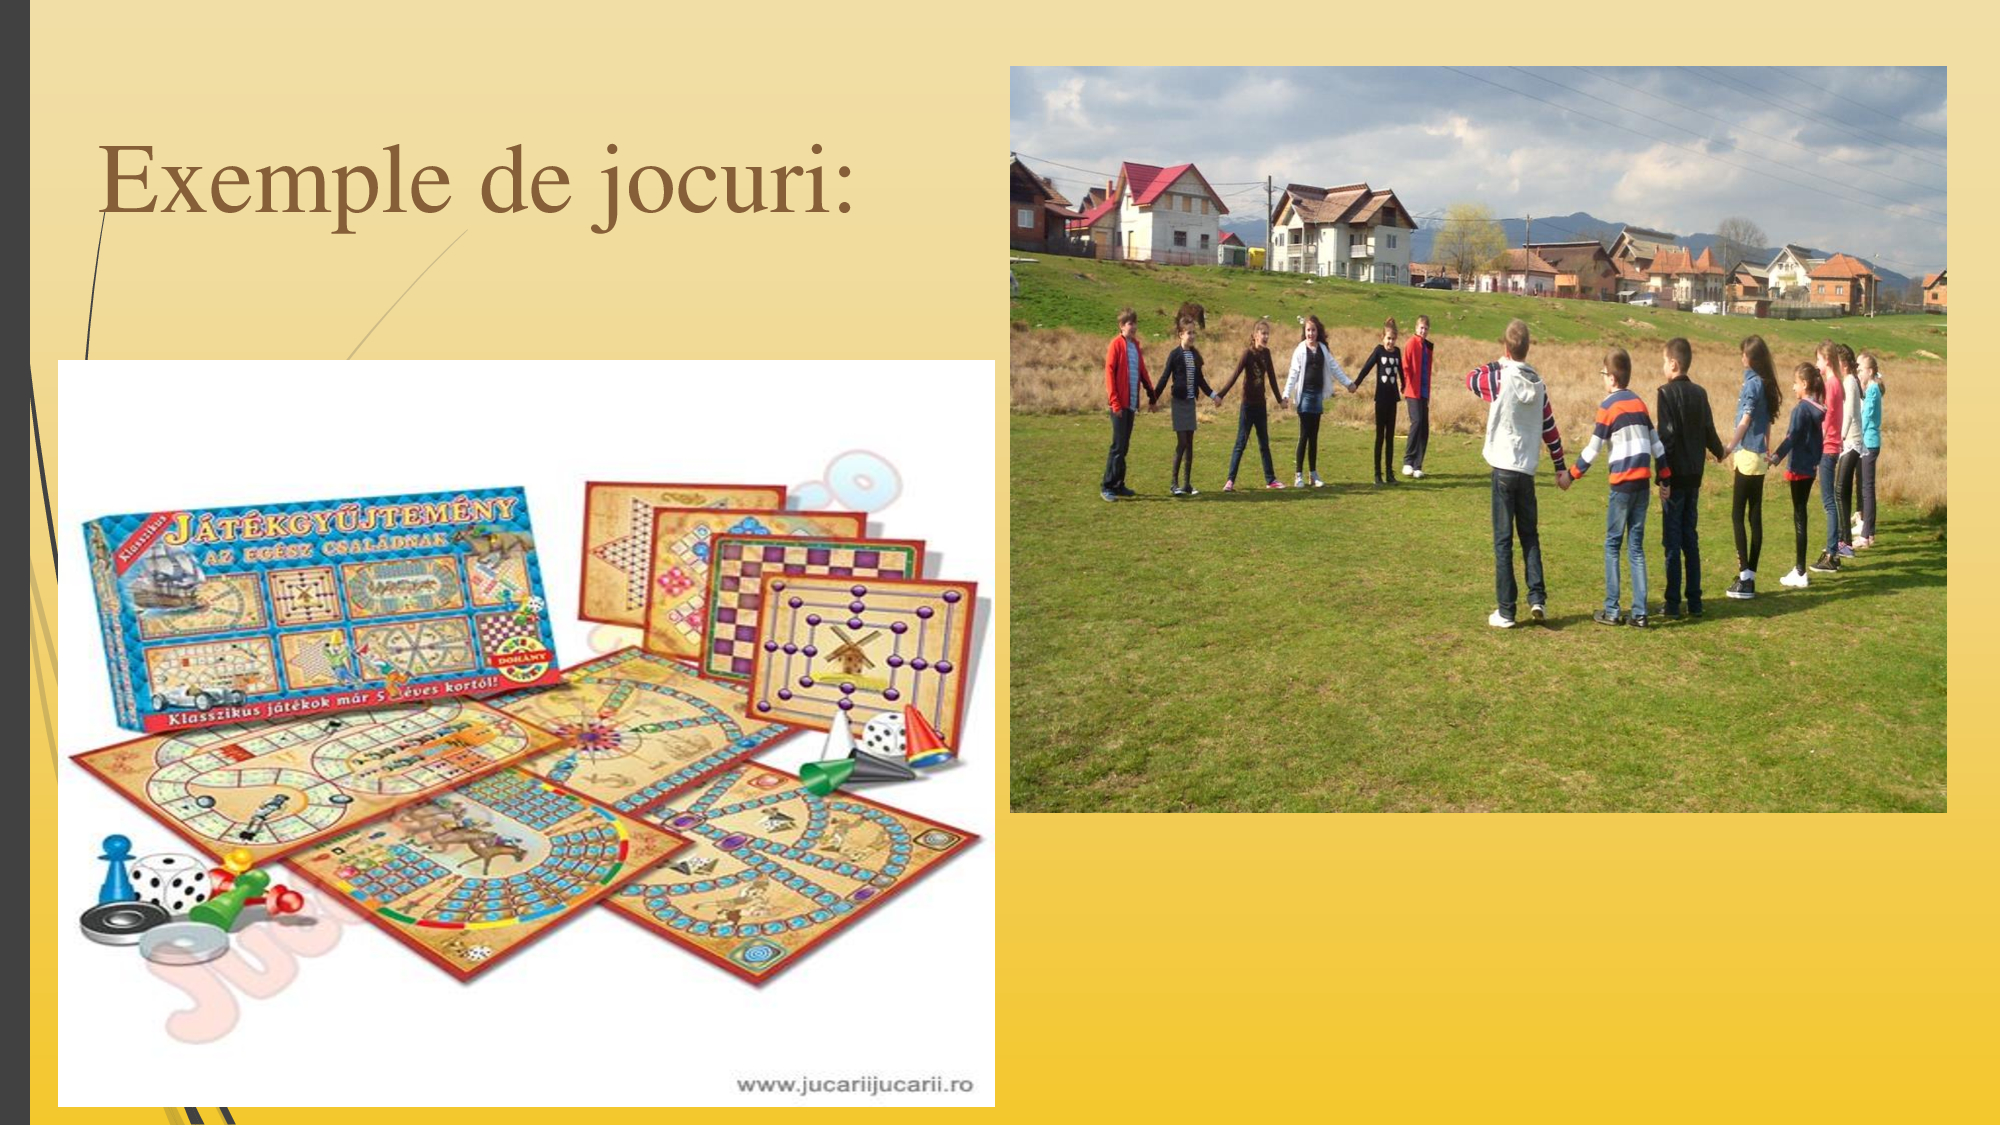 Exemple de jocuri:
Klasszikus
JÁTÉKGYŰJTEMÉNY
AZ EGÉSZ CSALÁDNAK
DOHÁNY
Klasszikus játékok már 5 éves kortól!
www.jucariijucarii.ro